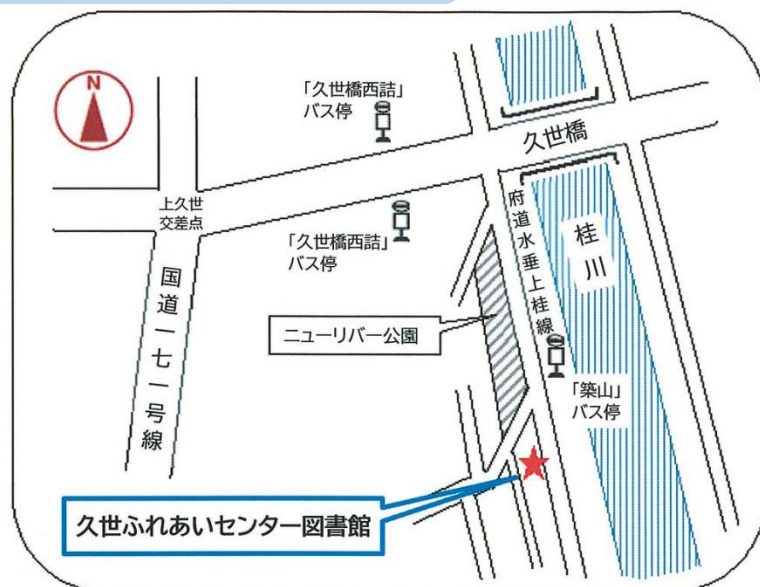 N
「久世橋西詰」
バス停
久世橋
上久世
交差点
「久世橋西詰」
バス停
府道水垂上桂線
桂川
国道一七一号線
ニューリバー公園
「築山」
バス停
久世ふれあいセンター図書館